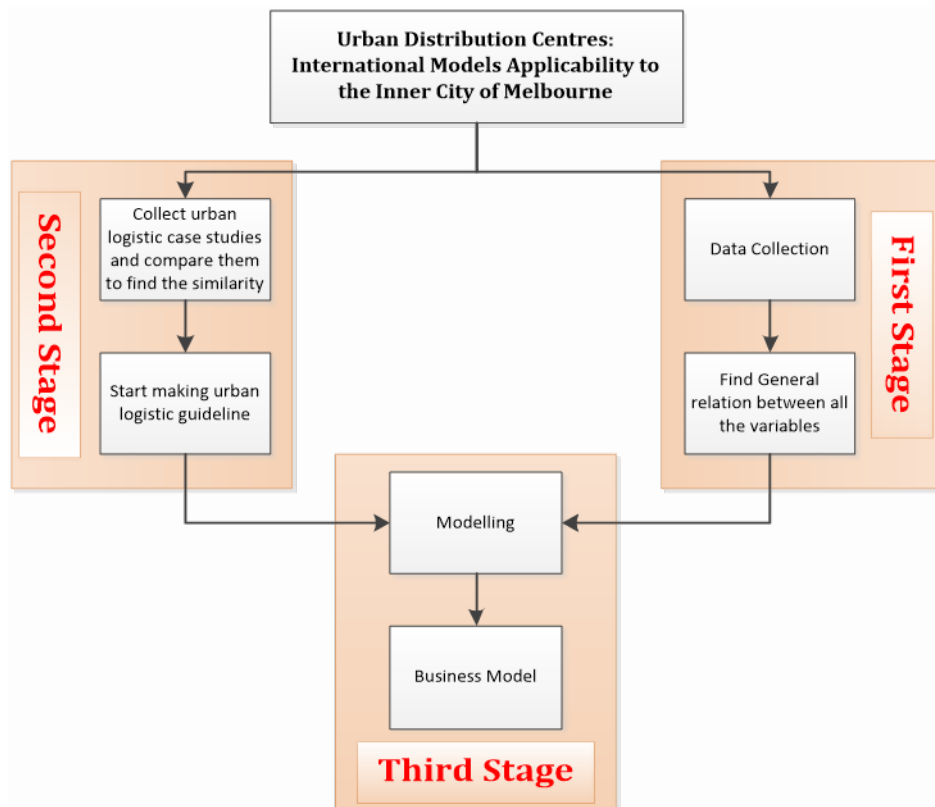 Urban Distribution Centres:
International Models Applicability to
the Inner City of Melbourne
Second Stage
Collect urban
logistic case studies
and compare them
to find the similarity
Start making urban
logistic guideline
First Stage
Data Collection
Find General
relation between all
the variables
Modelling
Business Model
Third Stage